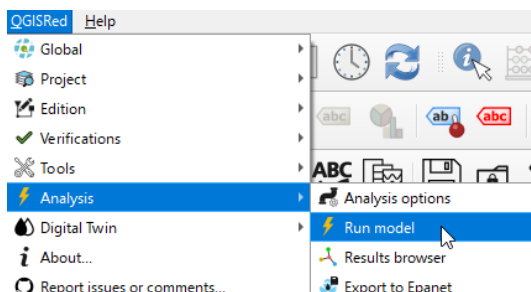 QGISRed Help
Global
Project
Edition
abc ab abc
Verifications
Tools
ABC
Analysis
Analysis options
Digital Twin
Run model
About...
Results browser
Report issues or comments...
Export to Epanet